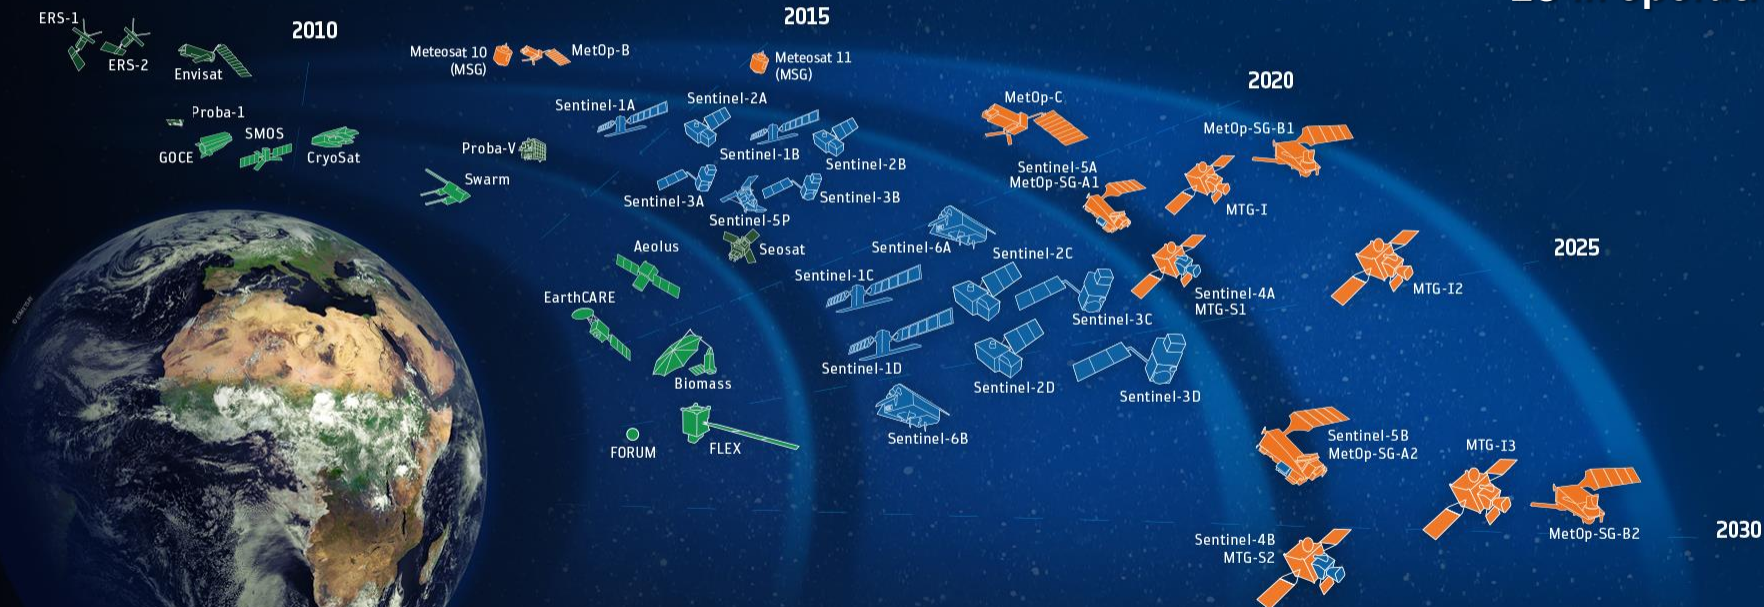 ERS-1
ERS-2
Envisat
2010
Meteosat 10
(MSG)
MetOp-B
2015
Meteosat 11
(MSG)
2020
Proba-1
GOCE
SMOS
CryoSat
Proba-V
Swarm
Sentinel-1A
Sentinel-2A
Sentinel-1B
Sentinel-2B
Sentinel-3A
Sentinel-5P
Sentinel-3B
Seosat
MetOp-C
MetOp-SG-B1
Sentinel-5A
MetOp-SG-A1
MTG-I
2025
Aeolus
EarthCARE
Sentinel-6A
Sentinel-2C
Sentinel-1C
Sentinel-3C
Sentinel-4A
MTG-S1
MTG-I2
Biomass
Sentinel-1D
Sentinel-2D
Sentinel-3D
FORUM
FLEX
Sentinel-6B
Sentinel-5B
MetOp-SG-A2
MTG-I3
MetOp-SG-B2
2030
Sentinel-4B
MTG-S2